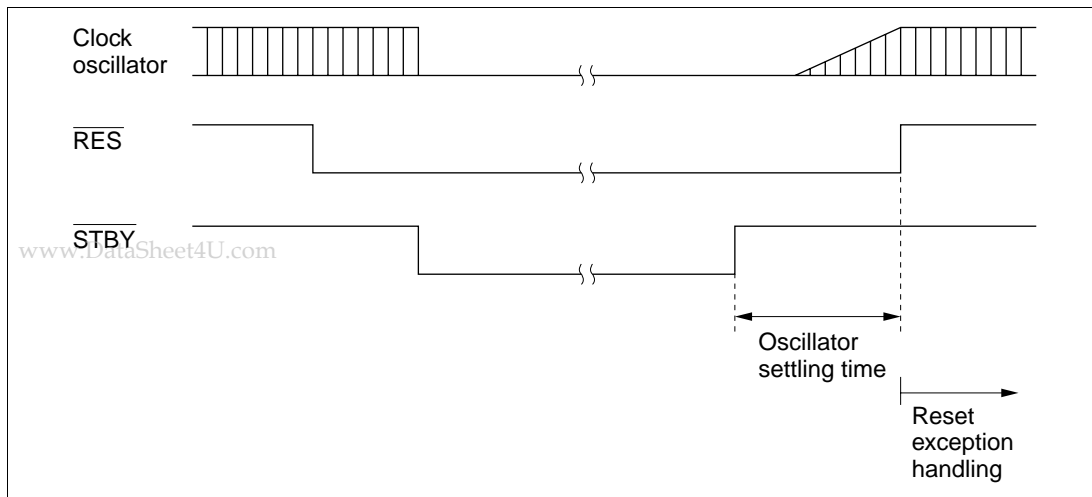 Clock
oscillator
RES
STBY
www.DataSheet4U.com
Oscillator
settling time
Reset
exception
handling